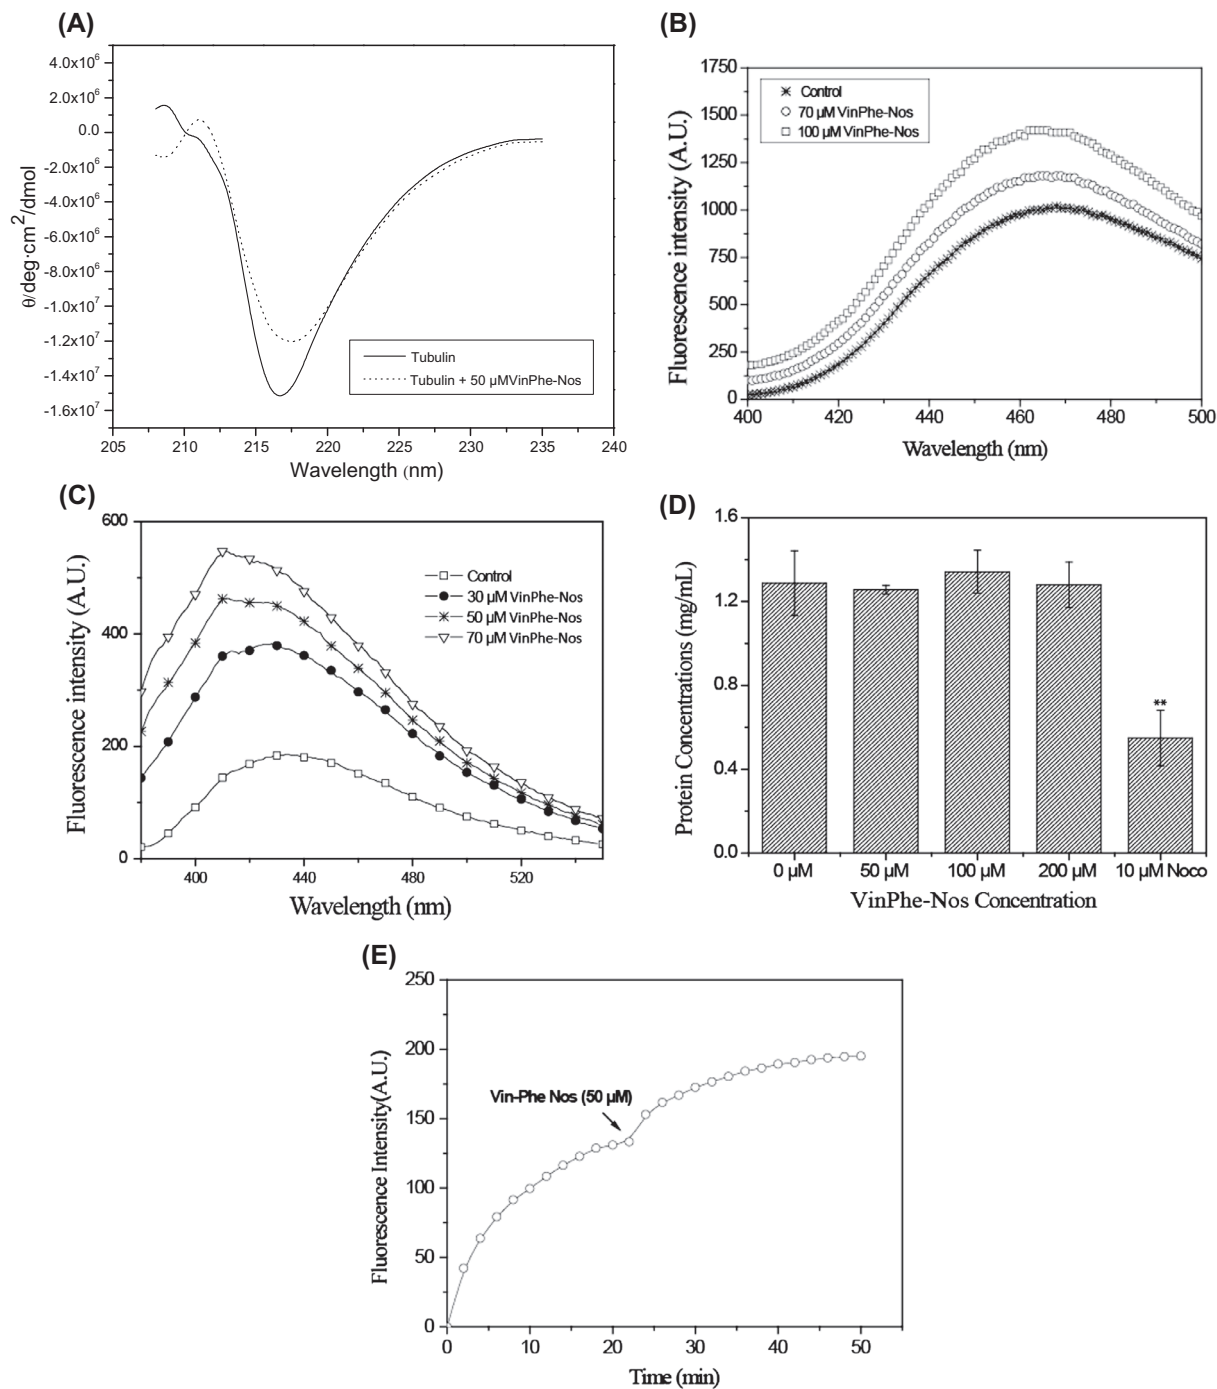 (A)
4.0x10⁶
2.0x10⁶
0.0
-2.0x10⁶
-4.0x10⁶
-6.0x10⁶
-8.0x10⁶
-1.0x10⁷
-1.2x10⁷
-1.4x10⁷
-1.6x10⁷
θ/deg·cm²/dmol
Tubulin
Tubulin + 50 µMVinPhe-Nos
205 210 215 220 225 230 235 240
Wavelength (nm)
(B)
1750
1500
1250
1000
750
500
250
0
Fluorescence intensity (A.U.)
Control
70 µM VinPhe-Nos
100 µM VinPhe-Nos
400 420 440 460 480 500
Wavelength (nm)
(C)
600
400
200
0
Fluorescence intensity (A.U.)
Control
30 µM VinPhe-Nos
50 µM VinPhe-Nos
70 µM VinPhe-Nos
400 440 480 520
Wavelength (nm)
(D)
1.6
1.2
0.8
0.4
0.0
Protein Concentrations (mg/mL)
**
0 µM 50 µM 100 µM 200 µM 10 µM Noco
VinPhe-Nos Concentration
(E)
250
200
150
100
50
0
Fluorescence Intensity(A.U.)
Vin-Phe Nos (50 µM)
0 10 20 30 40 50
Time (min)